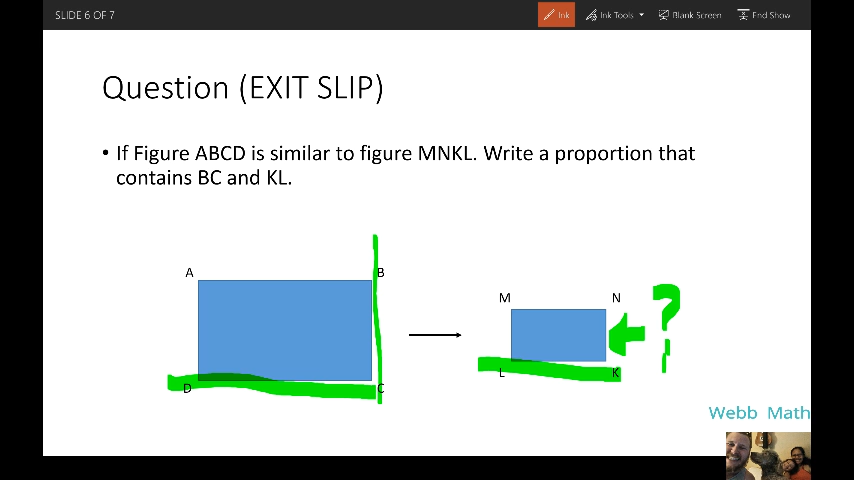 SLIDE 6 OF 7
Ink
Ink Tools
Blank Screen
End Show
Question (EXIT SLIP)
• If Figure ABCD is similar to figure MNKL. Write a proportion that
contains BC and KL.
A
B
M
N
?
D
C
L
K
Webb Math